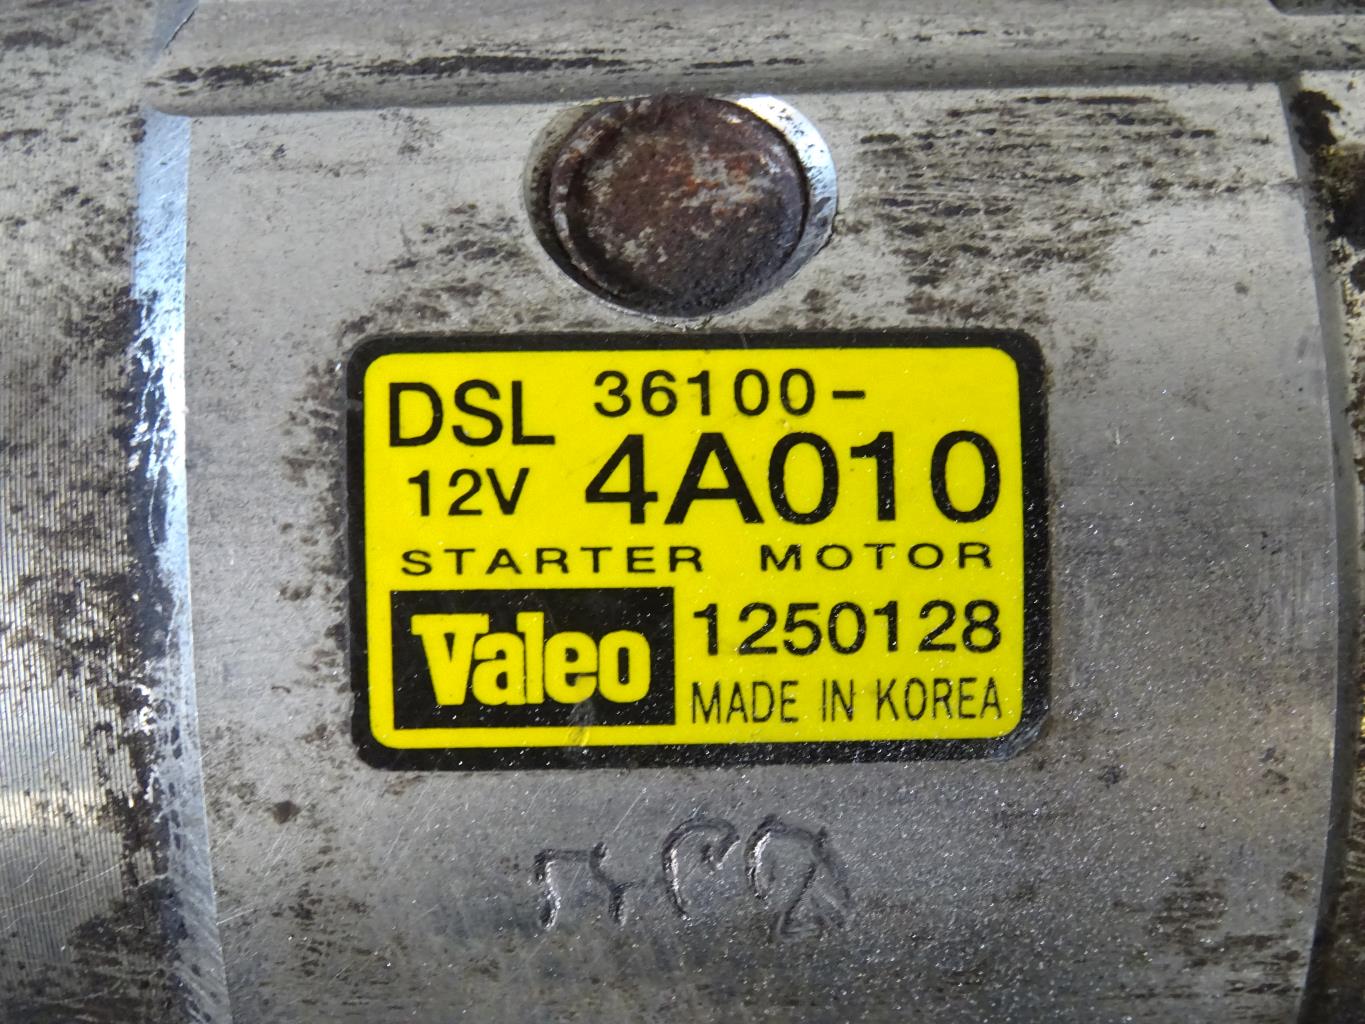 DSL 36100-
12V 4A010
STARTER MOTOR
Valeo 1250128
MADE IN KOREA